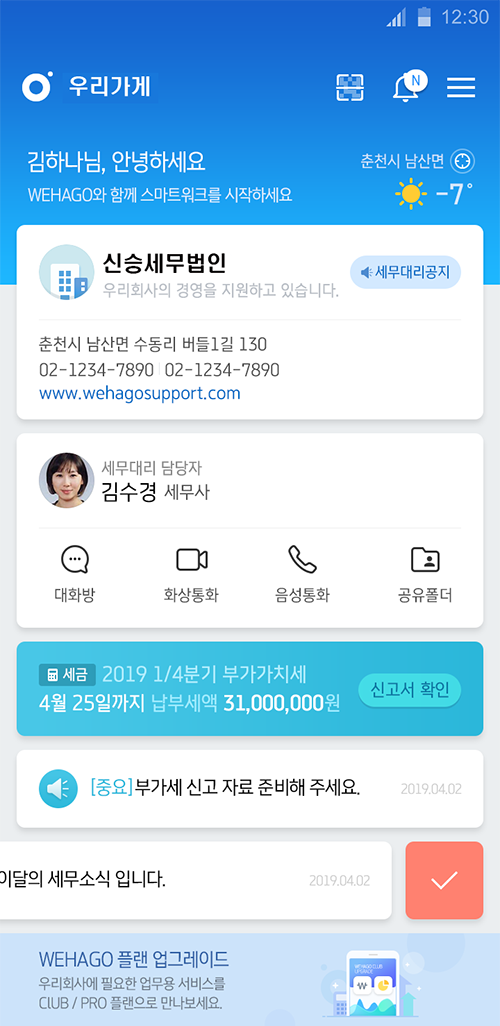 12:30
우리가게
N
김하나님, 안녕하세요
춘천시 남산면
WEHAGO와 함께 스마트워크를 시작하세요
-7°
신승세무법인
우리회사의 경영을 지원하고 있습니다.
세무대리공지
춘천시 남산면 수동리 버들1길 130
02-1234-7890 | 02-1234-7890
www.wehagosupport.com
세무대리 담당자
김수경 세무사
대화방 화상통화 음성통화 공유폴더
세금 2019 1/4분기 부가가치세
4월 25일까지 납부세액 31,000,000원
신고서 확인
[중요]부가세 신고 자료 준비해 주세요. 2019.04.02
이달의 세무소식 입니다. 2019.04.02
WEHAGO 플랜 업그레이드
우리회사에 필요한 업무용 서비스를
CLUB / PRO 플랜으로 만나보세요.
WEHAGO CLUB
UPGRADE
₩